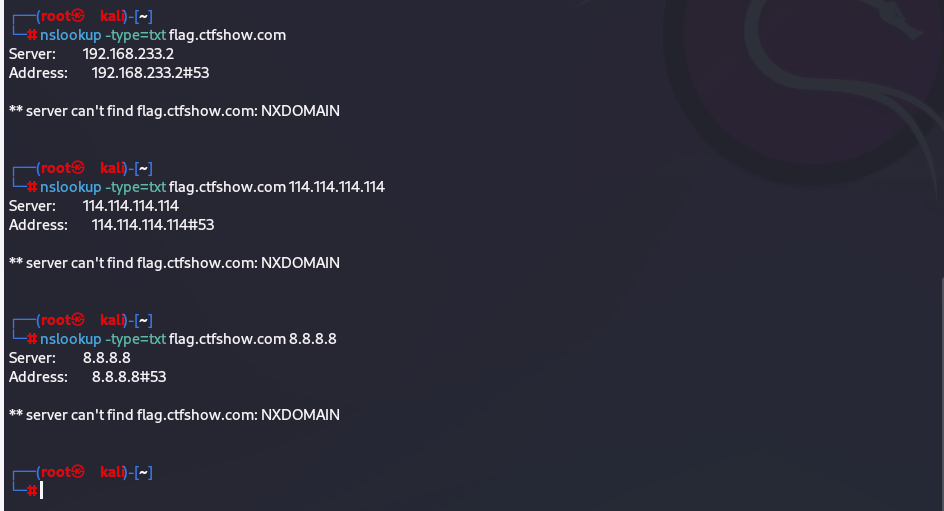 ┌──(root㉿kali)-[~]
└─# nslookup -type=txt flag.ctfshow.com
Server: 192.168.233.2
Address: 192.168.233.2#53
** server can't find flag.ctfshow.com: NXDOMAIN
┌──(root㉿kali)-[~]
└─# nslookup -type=txt flag.ctfshow.com 114.114.114.114
Server: 114.114.114.114
Address: 114.114.114.114#53
** server can't find flag.ctfshow.com: NXDOMAIN
┌──(root㉿kali)-[~]
└─# nslookup -type=txt flag.ctfshow.com 8.8.8.8
Server: 8.8.8.8
Address: 8.8.8.8#53
** server can't find flag.ctfshow.com: NXDOMAIN
┌──(root㉿kali)-[~]
└─#